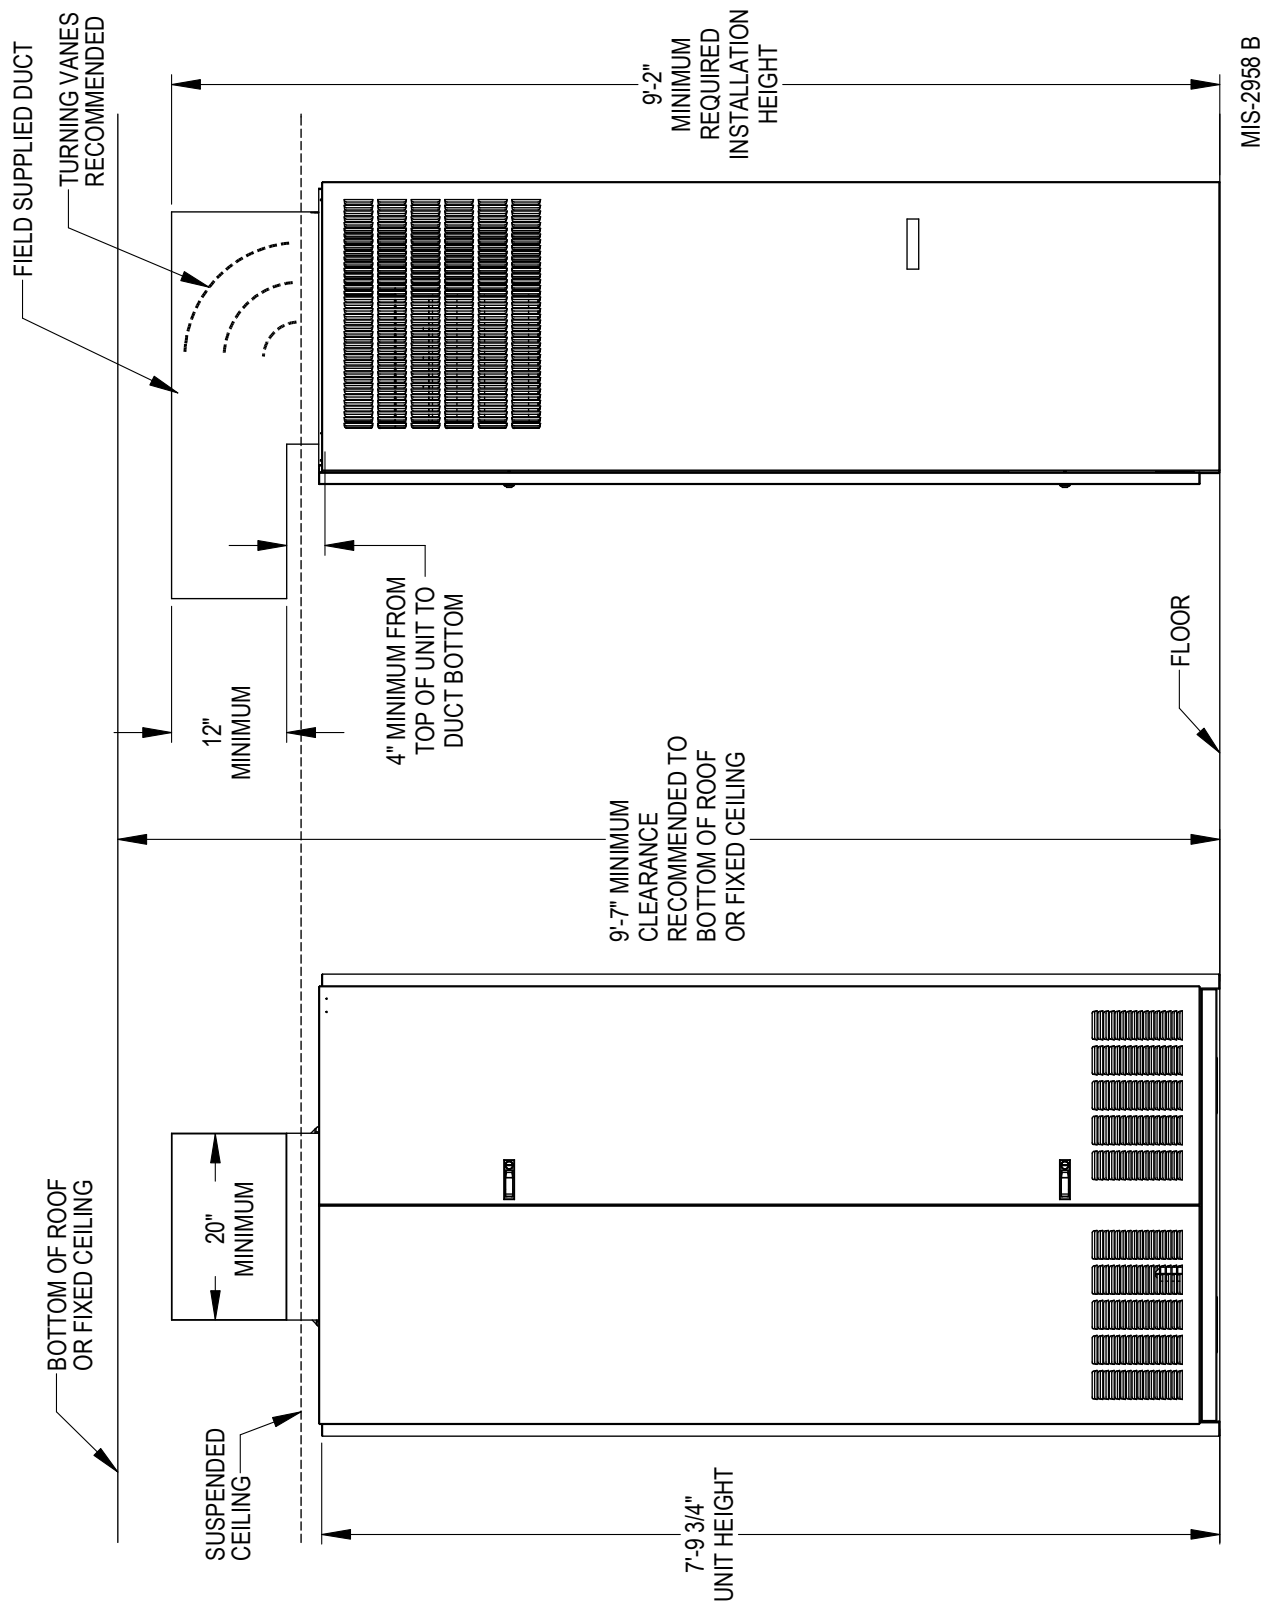 BOTTOM OF ROOF
OR FIXED CEILING
SUSPENDED
CEILING
20"
MINIMUM
7'-9 3/4"
UNIT HEIGHT
9'-7" MINIMUM
CLEARANCE
RECOMMENDED TO
BOTTOM OF ROOF
OR FIXED CEILING
12"
MINIMUM
4" MINIMUM FROM
TOP OF UNIT TO
DUCT BOTTOM
FLOOR
FIELD SUPPLIED DUCT
TURNING VANES
RECOMMENDED
9'-2"
MINIMUM
REQUIRED
INSTALLATION
HEIGHT
MIS-2958 B